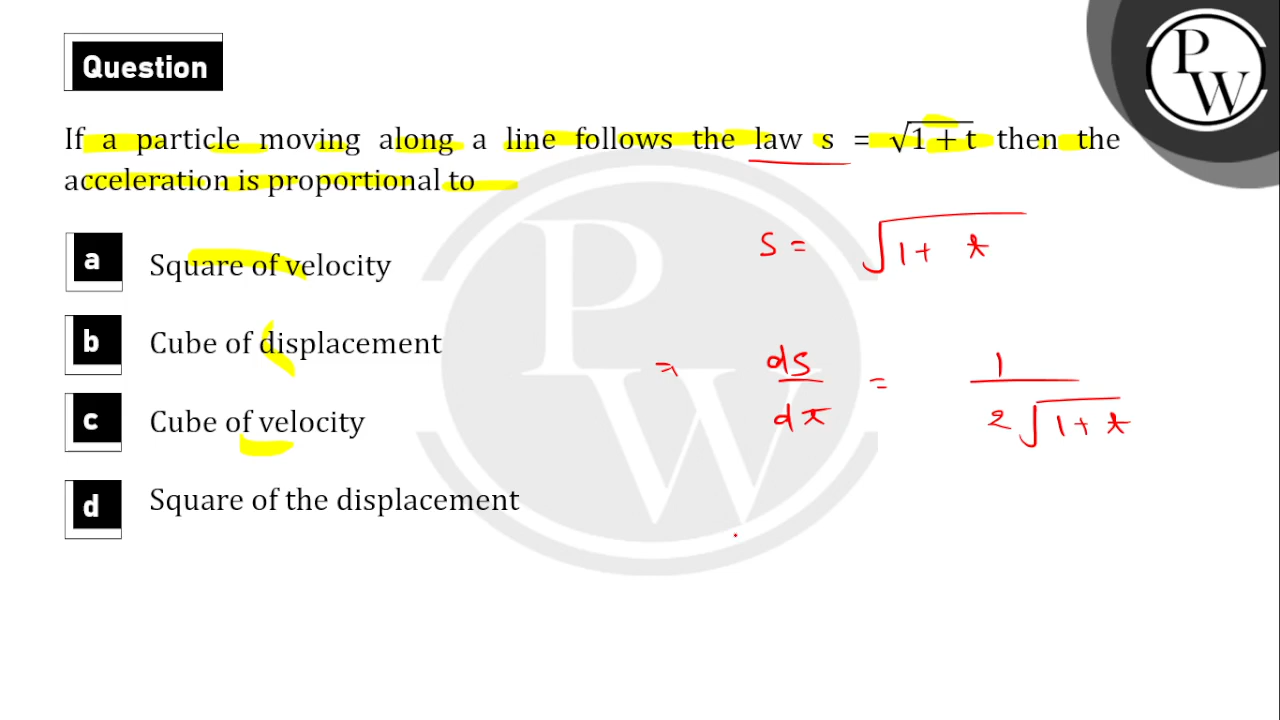 PW
Question
If a particle moving along a line follows the law s = √1 + t then the
acceleration is proportional to
a Square of velocity
b Cube of displacement
c Cube of velocity
d Square of the displacement
s = √1 + t
⇒ ds/dt = 1/2√1 + t
PW